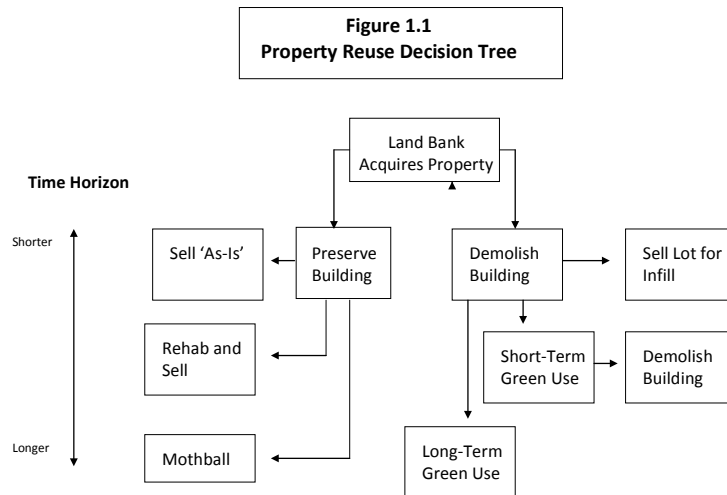 Figure 1.1
Property Reuse Decision Tree
Land Bank
Acquires Property
Time Horizon
Shorter
Sell ‘As-Is’
Preserve
Building
Demolish
Building
Sell Lot for
Infill
Rehab and
Sell
Short-Term
Green Use
Demolish
Building
Longer
Mothball
Long-Term
Green Use